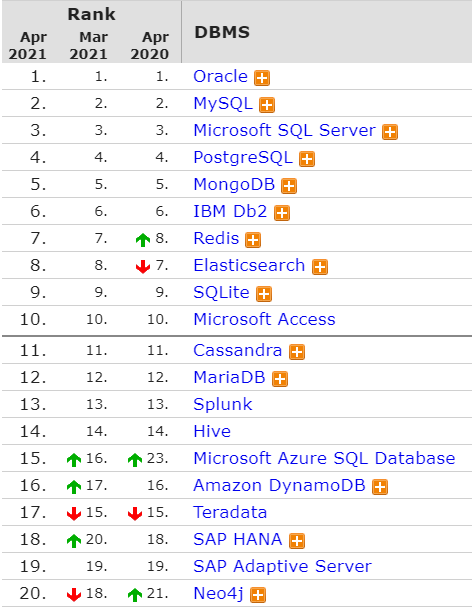 Rank
Apr 2021 Mar 2021 Apr 2020 DBMS
1. 1. 1. Oracle
2. 2. 2. MySQL
3. 3. 3. Microsoft SQL Server
4. 4. 4. PostgreSQL
5. 5. 5. MongoDB
6. 6. 6. IBM Db2
7. 7. 8. Redis
8. 8. 7. Elasticsearch
9. 9. 9. SQLite
10. 10. 10. Microsoft Access
11. 11. 11. Cassandra
12. 12. 12. MariaDB
13. 13. 13. Splunk
14. 14. 14. Hive
15. 16. 23. Microsoft Azure SQL Database
16. 17. 16. Amazon DynamoDB
17. 15. 15. Teradata
18. 20. 18. SAP HANA
19. 19. 19. SAP Adaptive Server
20. 18. 21. Neo4j